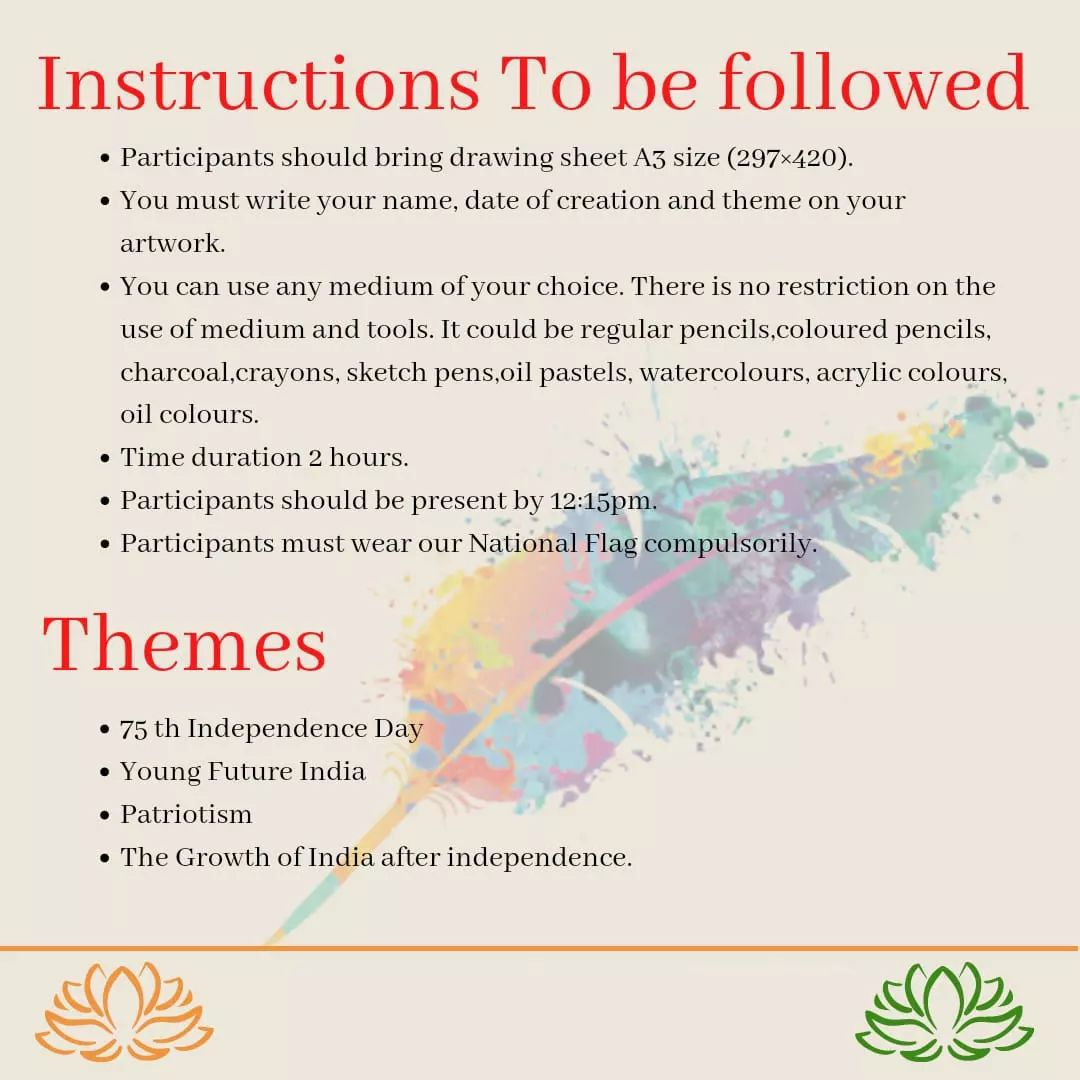 Instructions To be followed
• Participants should bring drawing sheet A3 size (297×420).
• You must write your name, date of creation and theme on your
artwork.
• You can use any medium of your choice. There is no restriction on the
use of medium and tools. It could be regular pencils,coloured pencils,
charcoal,crayons, sketch pens,oil pastels, watercolours, acrylic colours,
oil colours.
• Time duration 2 hours.
• Participants should be present by 12:15pm.
• Participants must wear our National Flag compulsorily.
Themes
• 75 th Independence Day
• Young Future India
• Patriotism
• The Growth of India after independence.